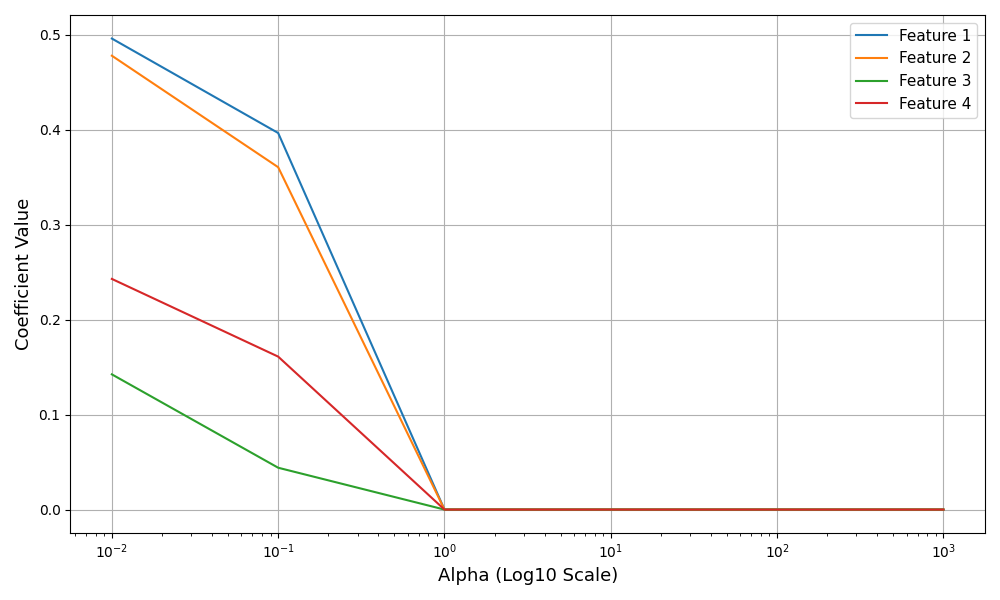 Feature 1
Feature 2
Feature 3
Feature 4
0.5
0.4
0.3
0.2
0.1
0.0
Coefficient Value
10⁻²
10⁻¹
10⁰
10¹
10²
10³
Alpha (Log10 Scale)